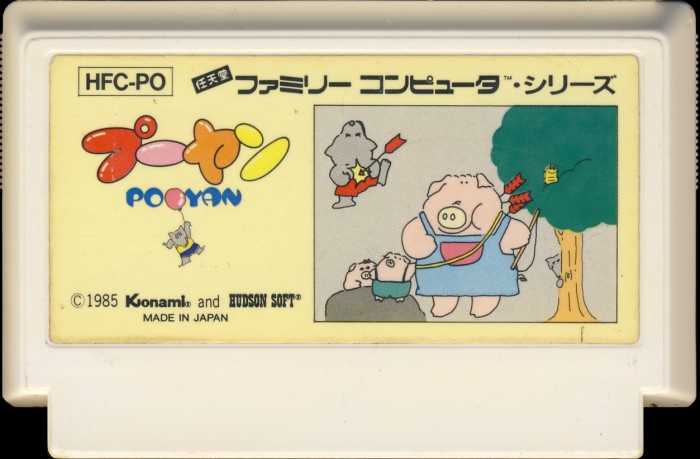 HFC-PO
任天堂 ファミリー コンピュータ™・シリーズ
プーヤン
POOYAN
©1985 Konami® and HUDSON SOFT®
MADE IN JAPAN